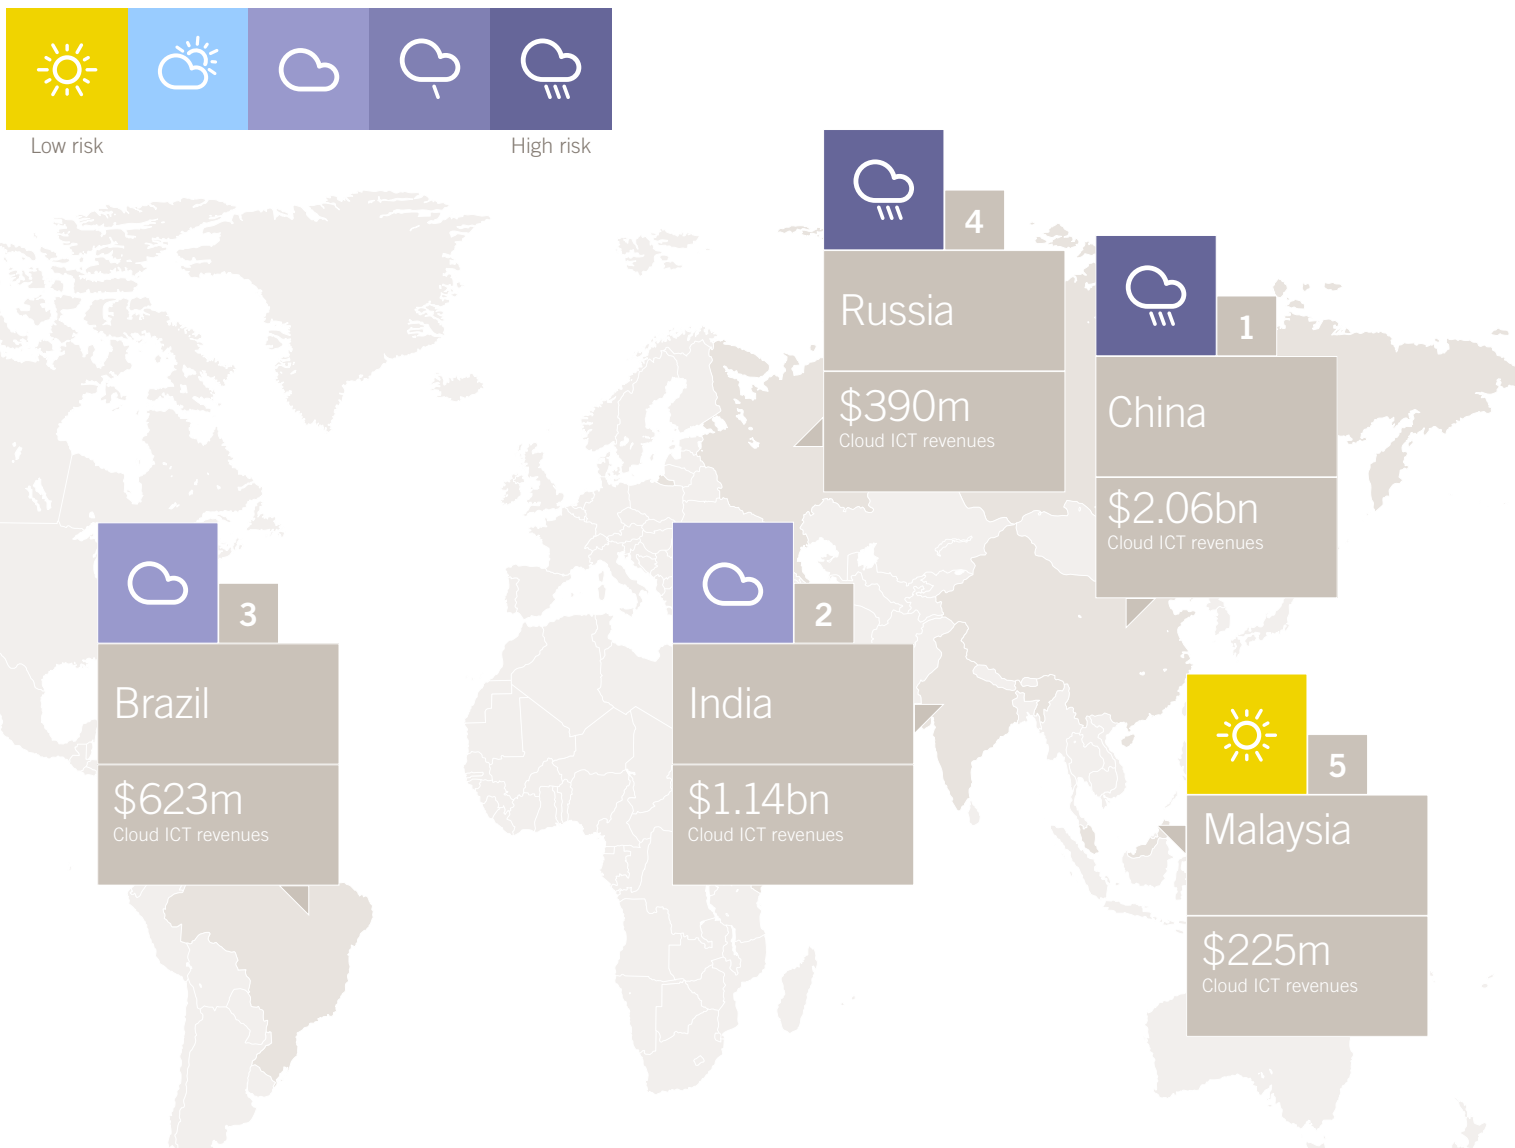 Low risk
High risk
4
Russia
$390m
Cloud ICT revenues
1
China
$2.06bn
Cloud ICT revenues
3
Brazil
$623m
Cloud ICT revenues
2
India
$1.14bn
Cloud ICT revenues
5
Malaysia
$225m
Cloud ICT revenues